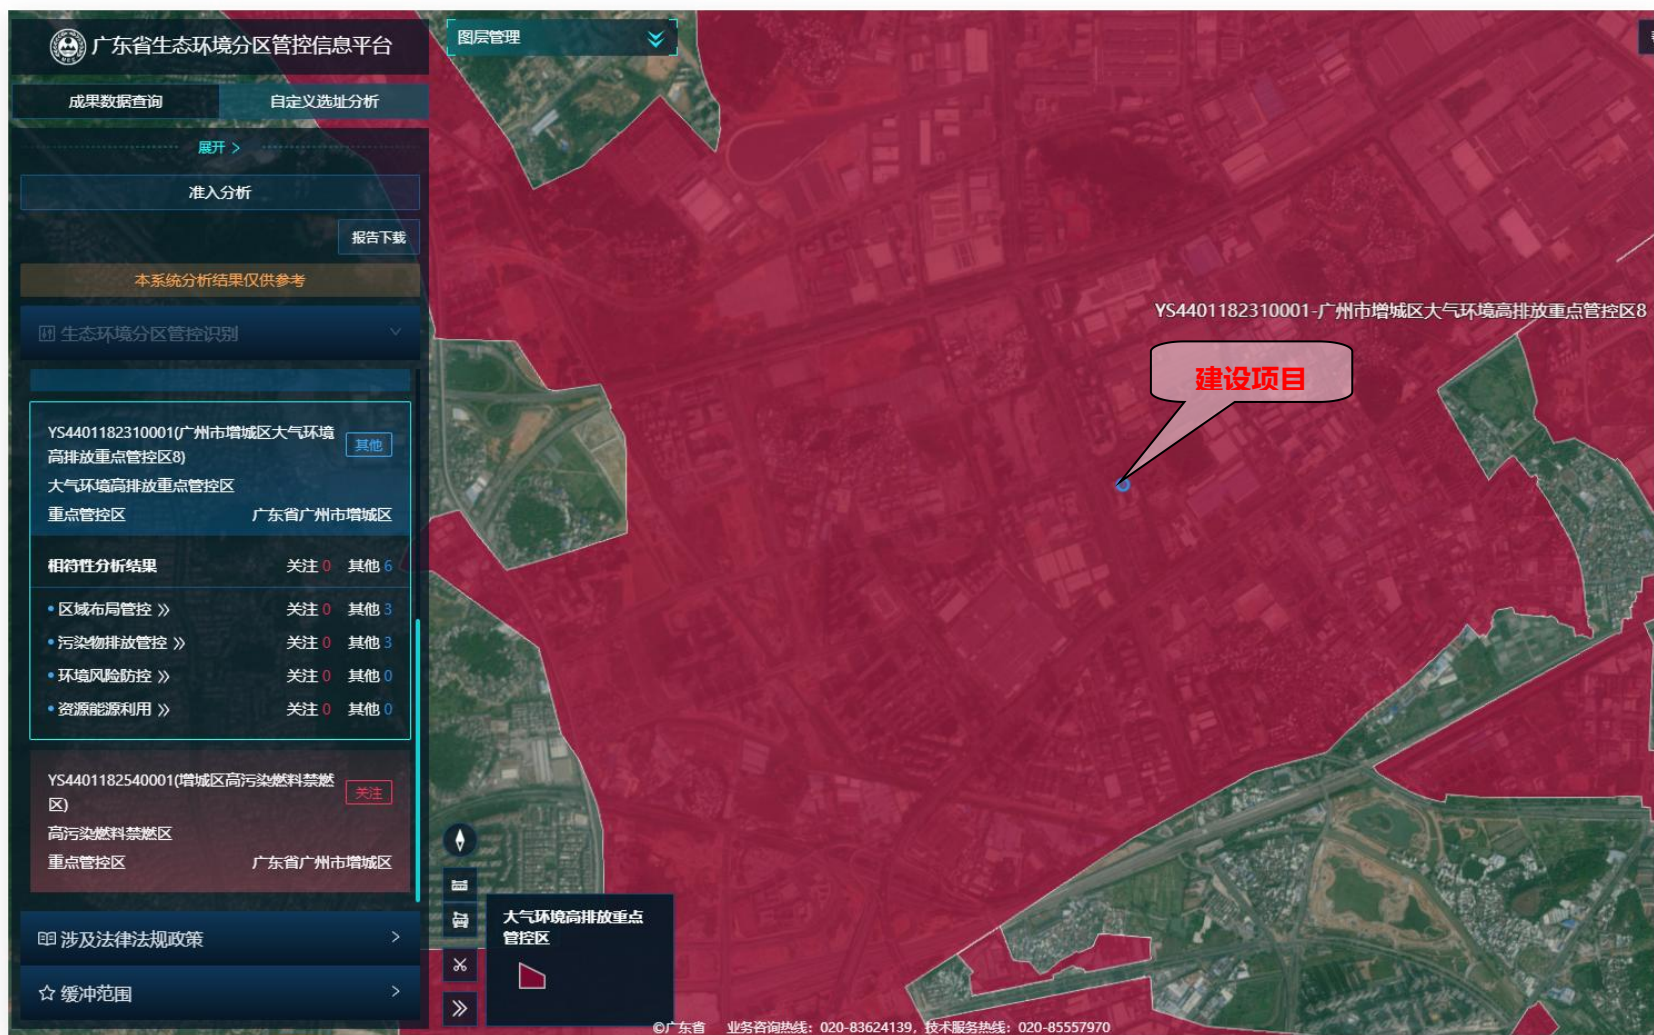 广东省生态环境分区管控信息平台
成果数据查询
自定义选址分析
展开 >
准入分析
报告下载
本系统分析结果仅供参考
生态环境分区管控识别
YS4401182310001(广州市增城区大气环境
高排放重点管控区8)
其他
大气环境高排放重点管控区
重点管控区 广东省广州市增城区
相符性分析结果 关注 0 其他 6
• 区域布局管控 》 关注 0 其他 3
• 污染物排放管控 》 关注 0 其他 3
• 环境风险防控 》 关注 0 其他 0
• 资源能源利用 》 关注 0 其他 0
YS4401182540001(增城区高污染燃料禁燃
区)
关注
高污染燃料禁燃区
重点管控区 广东省广州市增城区
涉及法律法规政策 >
缓冲范围 >
图层管理
YS4401182310001-广州市增城区大气环境高排放重点管控区8
建设项目
大气环境高排放重点
管控区
©广东省 业务咨询热线：020-83624139，技术服务热线：020-85557970